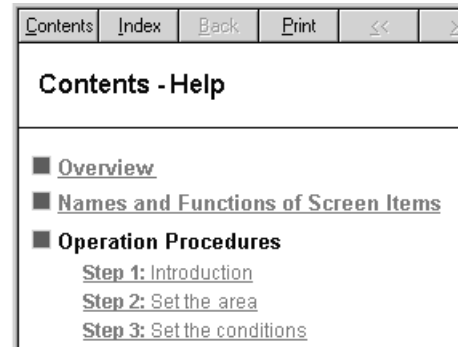 Contents Index Back Print << >
Contents - Help
Overview
Names and Functions of Screen Items
Operation Procedures
Step 1: Introduction
Step 2: Set the area
Step 3: Set the conditions